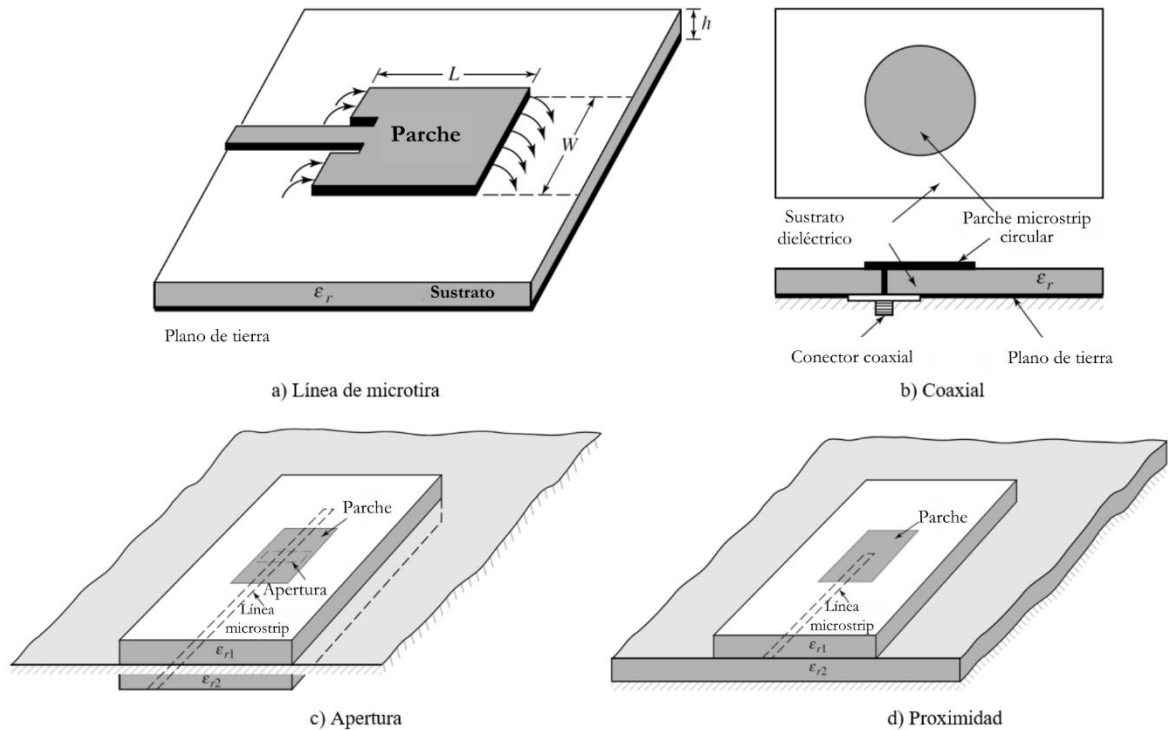 h
L
W
Parche
εr
Sustrato
Plano de tierra
a) Línea de microtira
Sustrato
dieléctrico
Parche microstrip
circular
εr
Conector coaxial
Plano de tierra
b) Coaxial
Parche
Apertura
Línea
microstrip
εr1
εr2
c) Apertura
Parche
Línea
microstrip
εr1
εr2
d) Proximidad